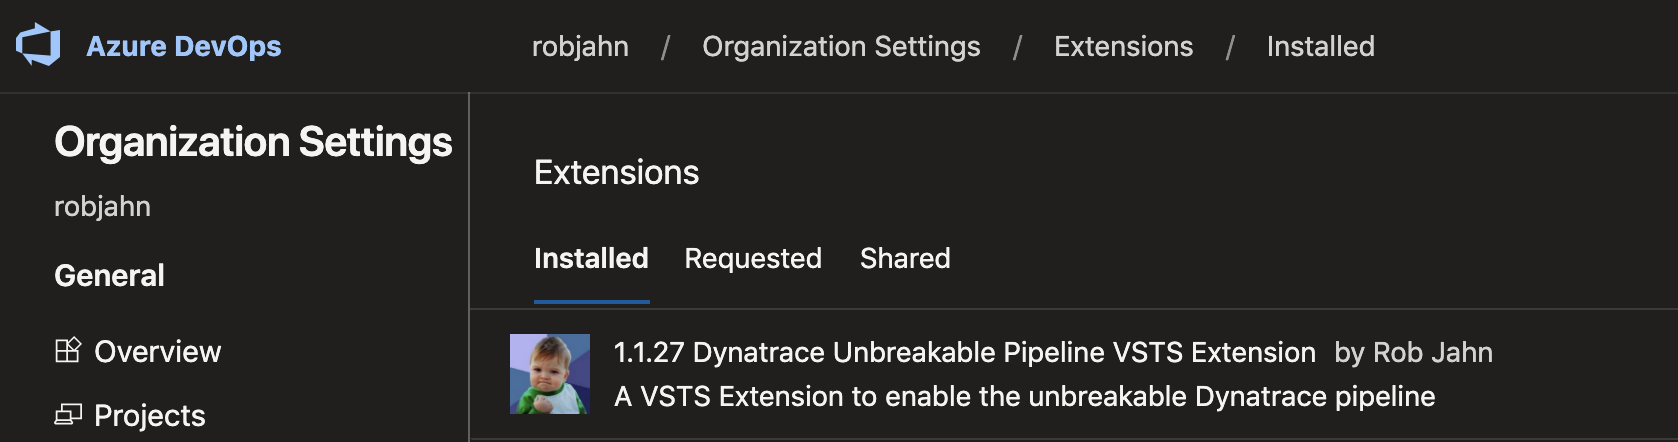 Azure DevOps
robjahn / Organization Settings / Extensions / Installed
Organization Settings
robjahn
General
Overview
Projects
Extensions
Installed Requested Shared
1.1.27 Dynatrace Unbreakable Pipeline VSTS Extension by Rob Jahn
A VSTS Extension to enable the unbreakable Dynatrace pipeline